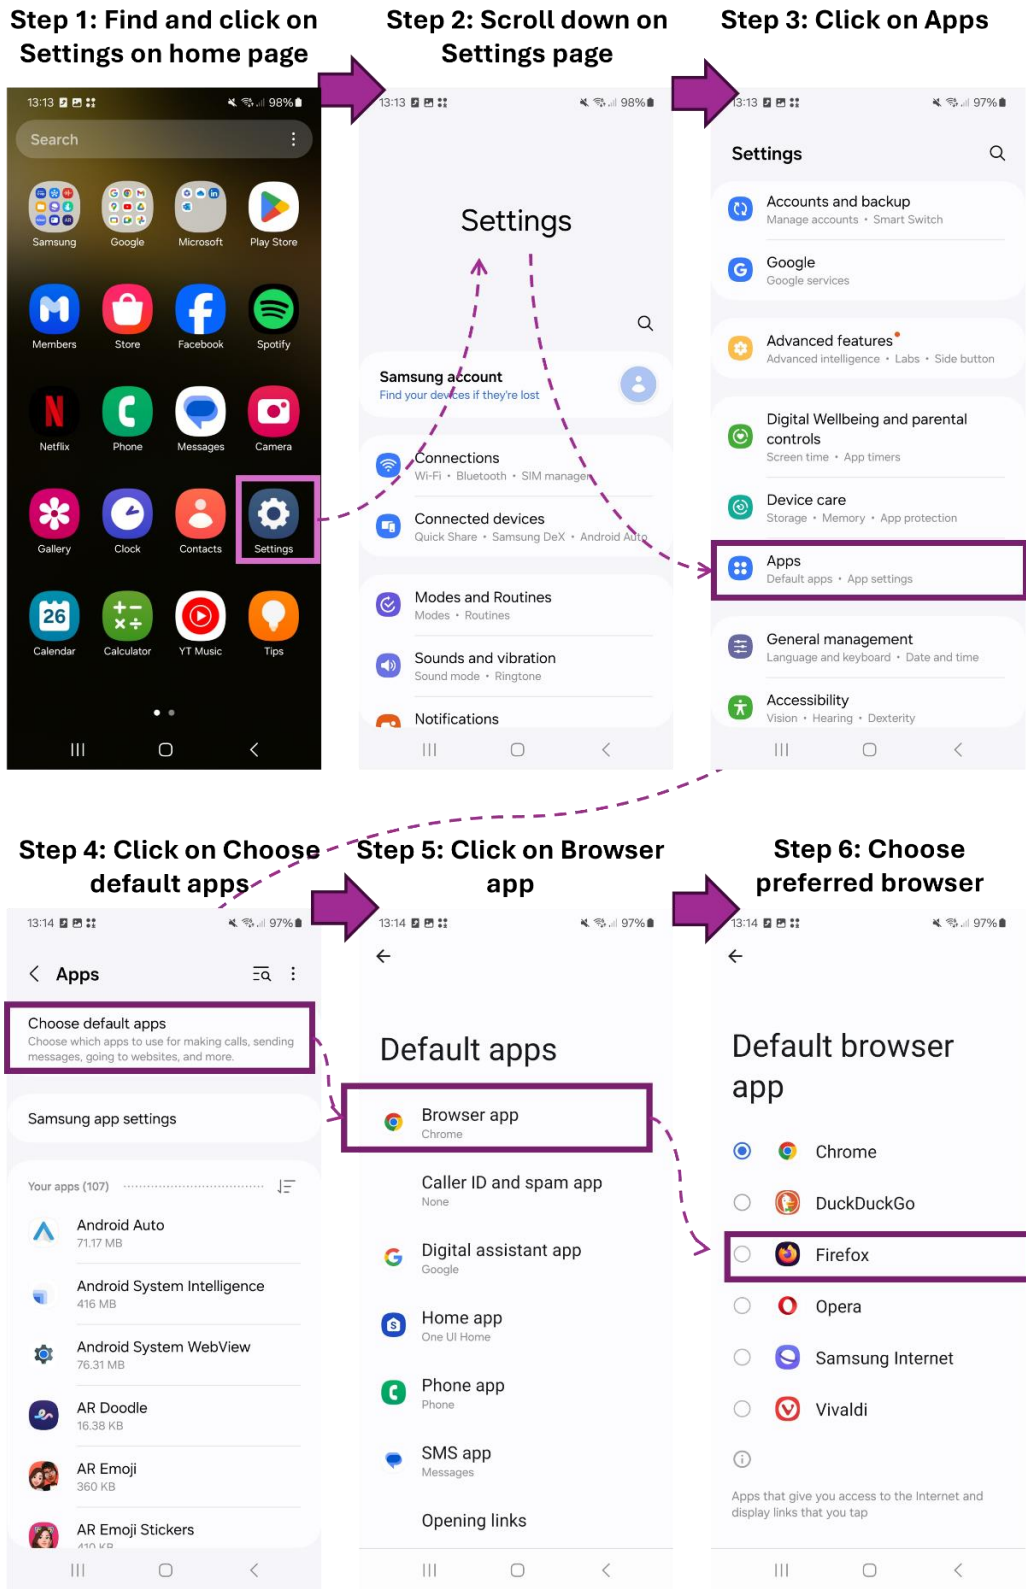 Step 1: Find and click on
Settings on home page
Step 2: Scroll down on
Settings page
Step 3: Click on Apps
13:13
98%
Search
Samsung
Google
Microsoft
Play Store
Members
Store
Facebook
Spotify
Netflix
Phone
Messages
Camera
Gallery
Clock
Contacts
Settings
26
Calendar
Calculator
YT Music
Tips
13:13
98%
Settings
Samsung account
Find your devices if they're lost
Connections
Wi-Fi • Bluetooth • SIM manager
Connected devices
Quick Share • Samsung DeX • Android Auto
Modes and Routines
Modes • Routines
Sounds and vibration
Sound mode • Ringtone
Notifications
13:13
97%
Settings
Accounts and backup
Manage accounts • Smart Switch
Google
Google services
Advanced features
Advanced intelligence • Labs • Side button
Digital Wellbeing and parental
controls
Screen time • App timers
Device care
Storage • Memory • App protection
Apps
Default apps • App settings
General management
Language and keyboard • Date and time
Accessibility
Vision • Hearing • Dexterity
Step 4: Click on Choose
default apps
Step 5: Click on Browser
app
Step 6: Choose
preferred browser
13:14
97%
Apps
Choose default apps
Choose which apps to use for making calls, sending
messages, going to websites, and more.
Samsung app settings
Your apps (107)
Android Auto
71.17 MB
Android System Intelligence
416 MB
Android System WebView
76.31 MB
AR Doodle
16.38 KB
AR Emoji
360 KB
AR Emoji Stickers
410 KB
13:14
97%
Default apps
Browser app
Chrome
Caller ID and spam app
None
Digital assistant app
Google
Home app
One UI Home
Phone app
Phone
SMS app
Messages
Opening links
13:14
97%
Default browser
app
Chrome
DuckDuckGo
Firefox
Opera
Samsung Internet
Vivaldi
Apps that give you access to the Internet and
display links that you tap